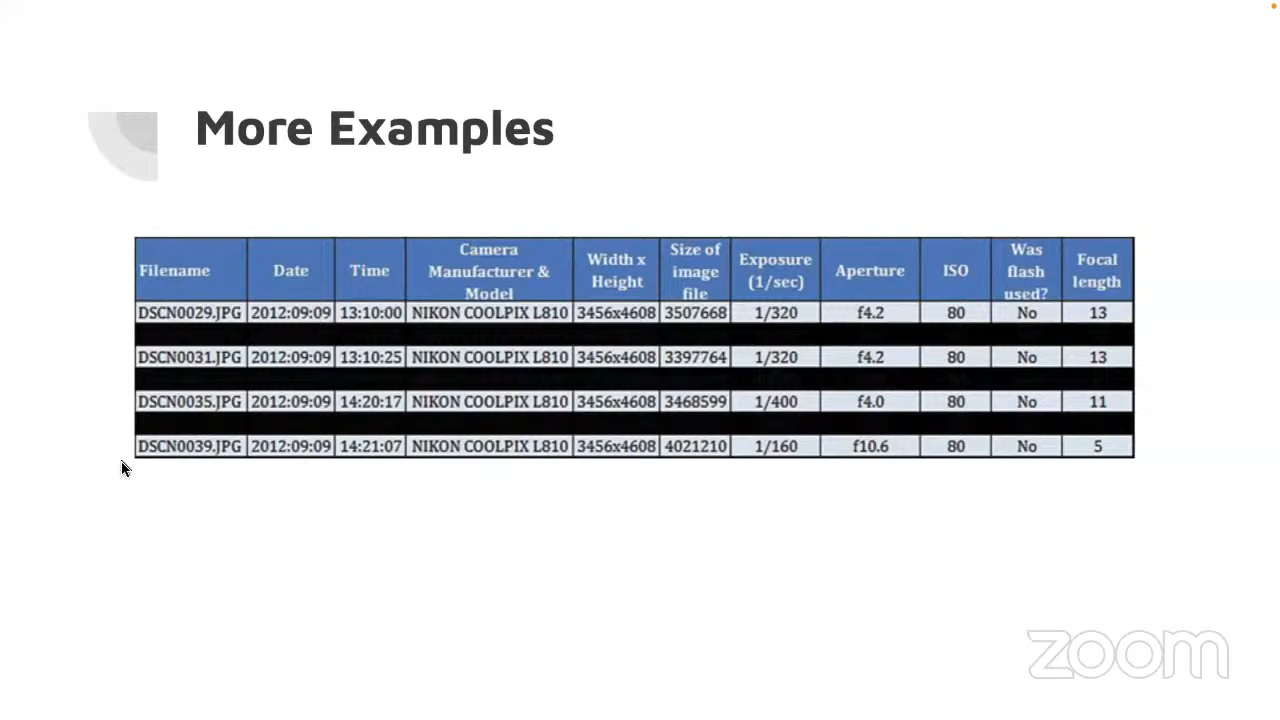 More Examples
Filename Date Time Camera Manufacturer & Model Width x Height Size of image file Exposure (1/sec) Aperture ISO Was flash used? Focal length
DSCN0029.JPG 2012:09:09 13:10:00 NIKON COOLPIX L810 3456x4608 3507668 1/320 f4.2 80 No 13
DSCN0031.JPG 2012:09:09 13:10:25 NIKON COOLPIX L810 3456x4608 3397764 1/320 f4.2 80 No 13
DSCN0035.JPG 2012:09:09 14:20:17 NIKON COOLPIX L810 3456x4608 3468599 1/400 f4.0 80 No 11
DSCN0039.JPG 2012:09:09 14:21:07 NIKON COOLPIX L810 3456x4608 4021210 1/160 f10.6 80 No 5
zoom